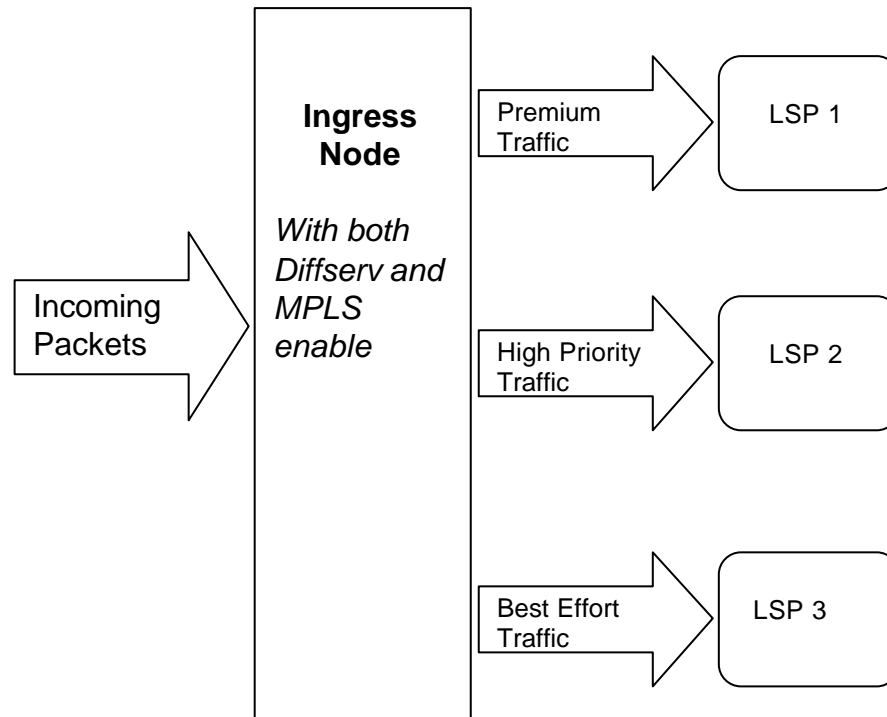 Ingress
Node
With both
Diffserv and
MPLS
enable
Incoming
Packets
Premium
Traffic
LSP 1
High Priority
Traffic
LSP 2
Best Effort
Traffic
LSP 3